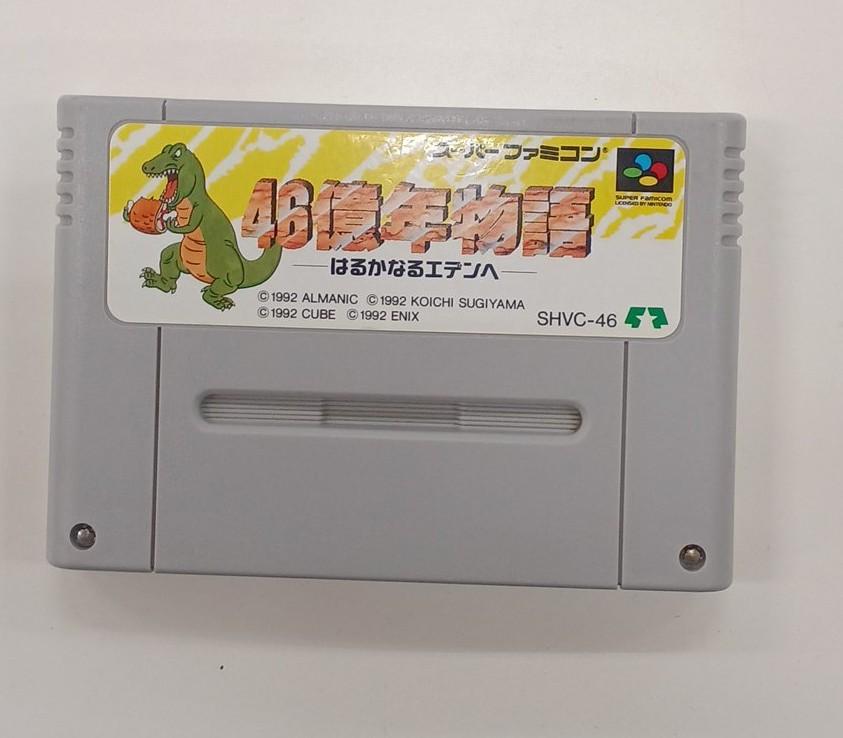 スーパーファミコン®
SUPER FAMICOM
LICENSED BY NINTENDO
46億年物語
―はるかなるエデンへ―
©1992 ALMANIC ©1992 KOICHI SUGIYAMA
©1992 CUBE ©1992 ENIX
SHVC-46